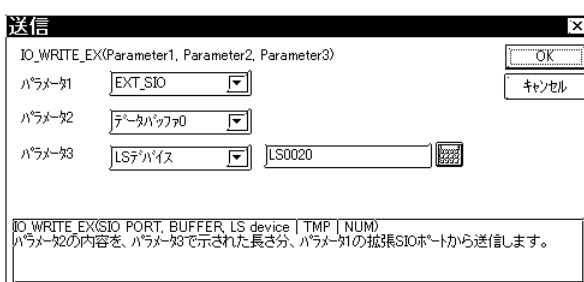 送信
IO_WRITE_EX(Parameter1, Parameter2, Parameter3)
OK
ﾊﾟﾗﾒｰﾀ1 EXT_SIO
キャンセル
ﾊﾟﾗﾒｰﾀ2 ﾃﾞｰﾀﾊﾞｯﾌｧ0
ﾊﾟﾗﾒｰﾀ3 LSﾃﾞﾊﾞｲｽ LS0020
IO_WRITE_EX(SIO PORT, BUFFER, LS device | TMP | NUM)
ﾊﾟﾗﾒｰﾀ2の内容を、ﾊﾟﾗﾒｰﾀ3で示された長さ分、ﾊﾟﾗﾒｰﾀ1の拡張SIOﾎﾟｰﾄから送信します。